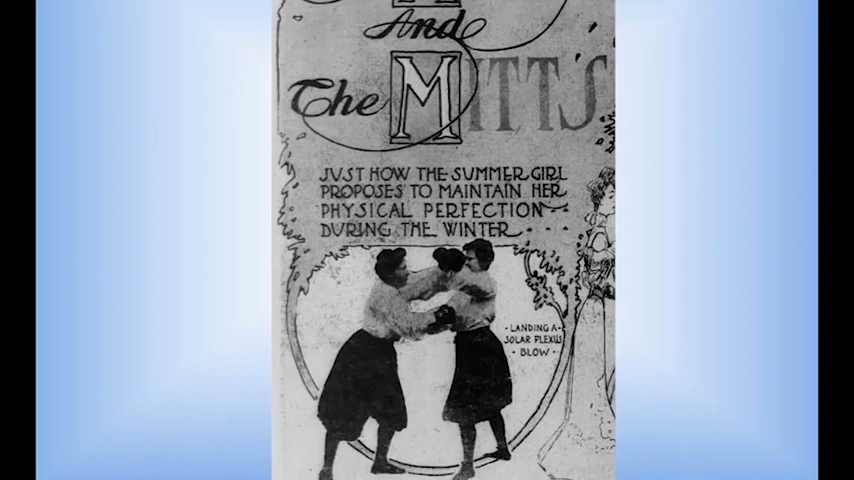 And
The MITTS
JUST HOW THE SUMMER GIRL
PROPOSES TO MAINTAIN HER
PHYSICAL PERFECTION
DURING THE WINTER
LANDING A
SOLAR PLEXUS
BLOW